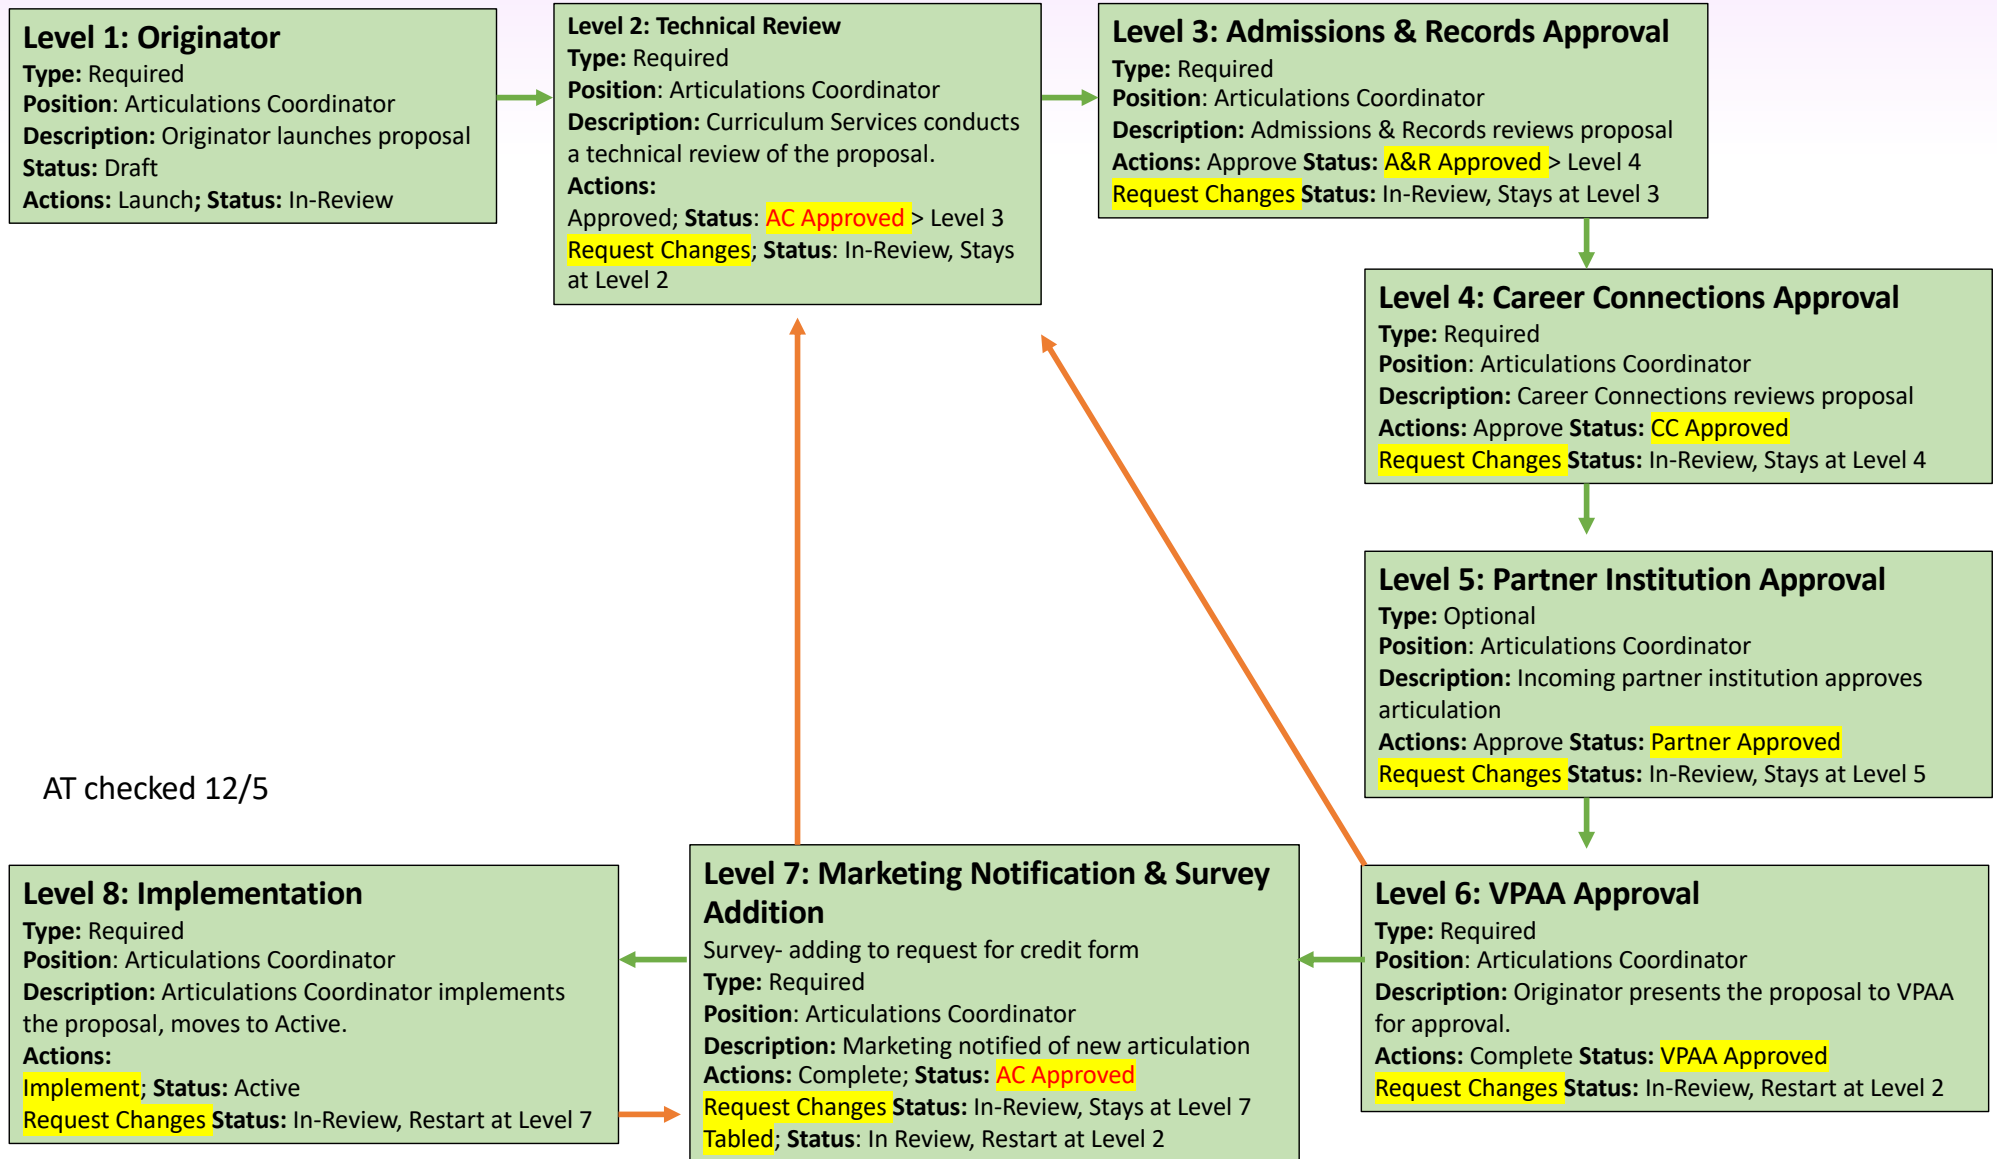 Level 1: Originator
Type: Required
Position: Articulations Coordinator
Description: Originator launches proposal
Status: Draft
Actions: Launch; Status: In-Review
Level 2: Technical Review
Type: Required
Position: Articulations Coordinator
Description: Curriculum Services conducts
a technical review of the proposal.
Actions:
Approved; Status: AC Approved > Level 3
Request Changes; Status: In-Review, Stays
at Level 2
Level 3: Admissions & Records Approval
Type: Required
Position: Articulations Coordinator
Description: Admissions & Records reviews proposal
Actions: Approve Status: A&R Approved > Level 4
Request Changes Status: In-Review, Stays at Level 3
Level 4: Career Connections Approval
Type: Required
Position: Articulations Coordinator
Description: Career Connections reviews proposal
Actions: Approve Status: CC Approved
Request Changes Status: In-Review, Stays at Level 4
Level 5: Partner Institution Approval
Type: Optional
Position: Articulations Coordinator
Description: Incoming partner institution approves
articulation
Actions: Approve Status: Partner Approved
Request Changes Status: In-Review, Stays at Level 5
Level 6: VPAA Approval
Type: Required
Position: Articulations Coordinator
Description: Originator presents the proposal to VPAA
for approval.
Actions: Complete Status: VPAA Approved
Request Changes Status: In-Review, Restart at Level 2
Level 7: Marketing Notification & Survey
Addition
Survey- adding to request for credit form
Type: Required
Position: Articulations Coordinator
Description: Marketing notified of new articulation
Actions: Complete; Status: AC Approved
Request Changes Status: In-Review, Stays at Level 7
Tabled; Status: In Review, Restart at Level 2
Level 8: Implementation
Type: Required
Position: Articulations Coordinator
Description: Articulations Coordinator implements
the proposal, moves to Active.
Actions:
Implement; Status: Active
Request Changes Status: In-Review, Restart at Level 7
AT checked 12/5